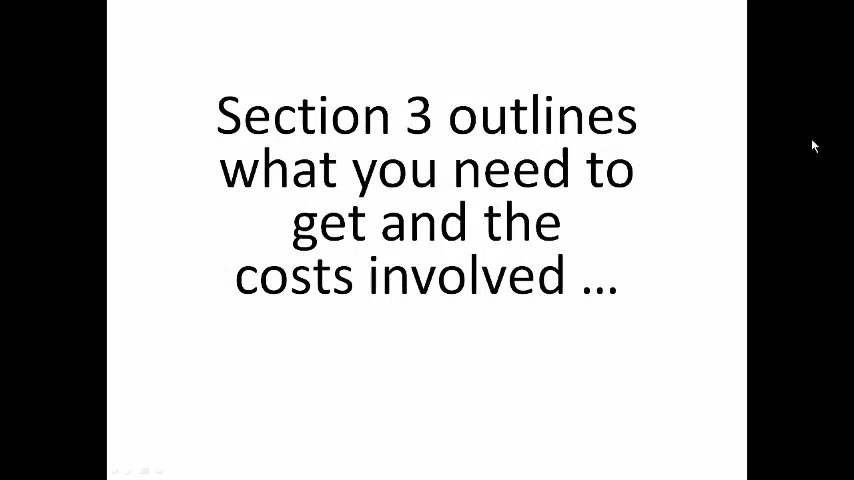 Section 3 outlines
what you need to
get and the
costs involved ...